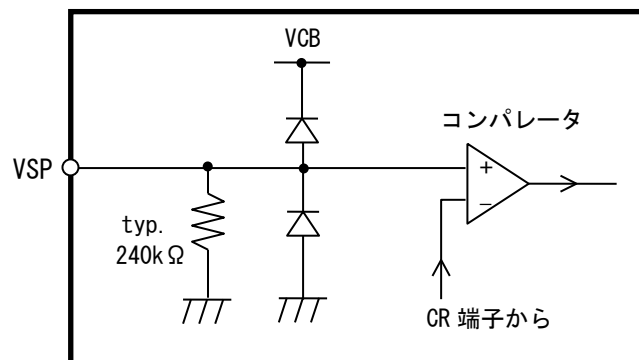 VCB
コンパレータ
VSP
+
−
typ.
240kΩ
CR 端子から